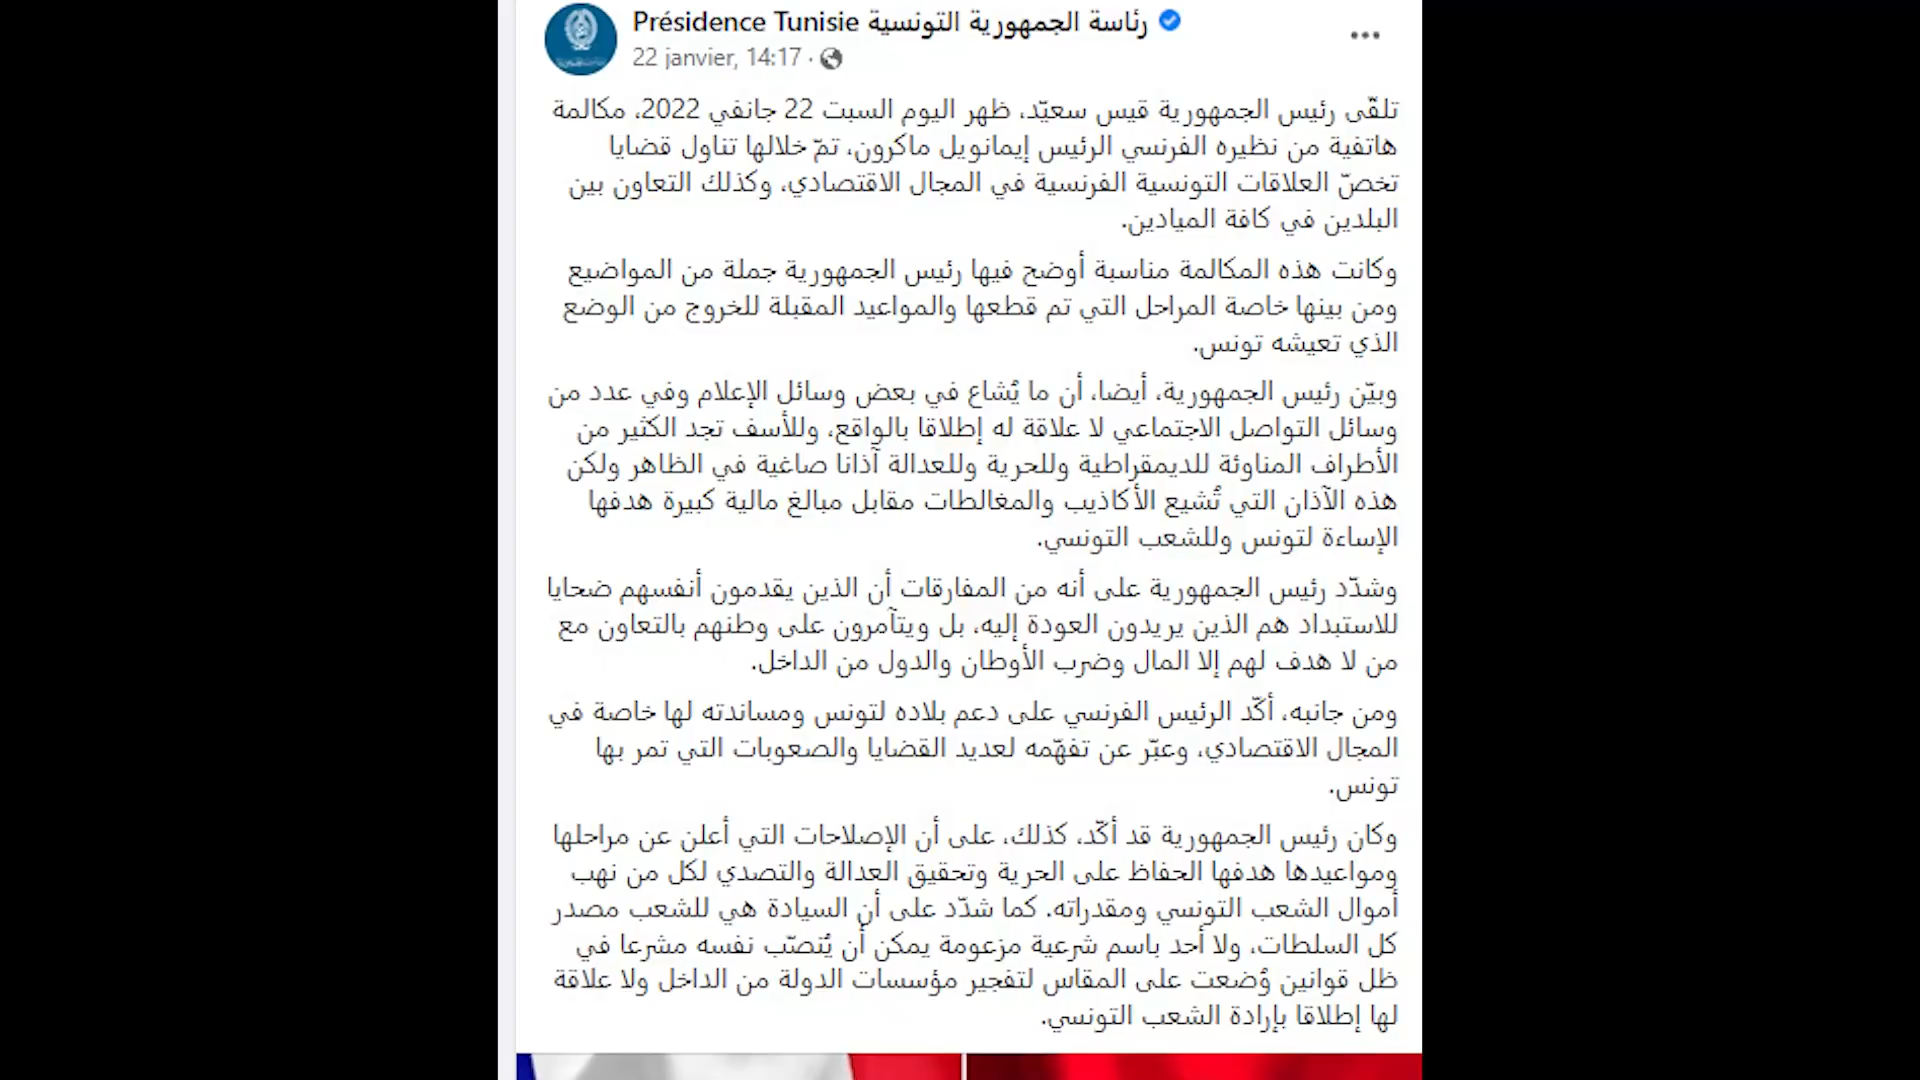 Présidence Tunisie رئاسة الجمهورية التونسية
22 janvier, 14:17 ·
تلقّى رئيس الجمهورية قيس سعيّد، ظهر اليوم السبت 22 جانفي 2022، مكالمة
هاتفية من نظيره الفرنسي الرئيس إيمانويل ماكرون، تمّ خلالها تناول قضايا
تخصّ العلاقات التونسية الفرنسية في المجال الاقتصادي، وكذلك التعاون بين
البلدين في كافة الميادين.
وكانت هذه المكالمة مناسبة أوضح فيها رئيس الجمهورية جملة من المواضيع
ومن بينها خاصة المراحل التي تم قطعها والمواعيد المقبلة للخروج من الوضع
الذي تعيشه تونس.
وبيّن رئيس الجمهورية، أيضا، أن ما يُشاع في بعض وسائل الإعلام وفي عدد من
وسائل التواصل الاجتماعي لا علاقة له إطلاقا بالواقع، وللأسف تجد الكثير من
الأطراف المناوئة للديمقراطية وللحرية وللعدالة آذانا صاغية في الظاهر ولكن
هذه الآذان التي تُشيع الأكاذيب والمغالطات مقابل مبالغ مالية كبيرة هدفها
الإساءة لتونس وللشعب التونسي.
وشدّد رئيس الجمهورية على أنه من المفارقات أن الذين يقدمون أنفسهم ضحايا
للاستبداد هم الذين يريدون العودة إليه، بل ويتآمرون على وطنهم بالتعاون مع
من لا هدف لهم إلا المال وضرب الأوطان والدول من الداخل.
ومن جانبه، أكّد الرئيس الفرنسي على دعم بلاده لتونس ومساندته لها خاصة في
المجال الاقتصادي، وعبّر عن تفهّمه لعديد القضايا والصعوبات التي تمر بها
تونس.
وكان رئيس الجمهورية قد أكّد، كذلك، على أن الإصلاحات التي أعلن عن مراحلها
ومواعيدها هدفها الحفاظ على الحرية وتحقيق العدالة والتصدي لكل من نهب
أموال الشعب التونسي ومقدراته. كما شدّد على أن السيادة هي للشعب مصدر
كل السلطات، ولا أحد باسم شرعية مزعومة يمكن أن يُنصّب نفسه مشرعا في
ظل قوانين وُضعت على المقاس لتفجير مؤسسات الدولة من الداخل ولا علاقة
لها إطلاقا بإرادة الشعب التونسي.